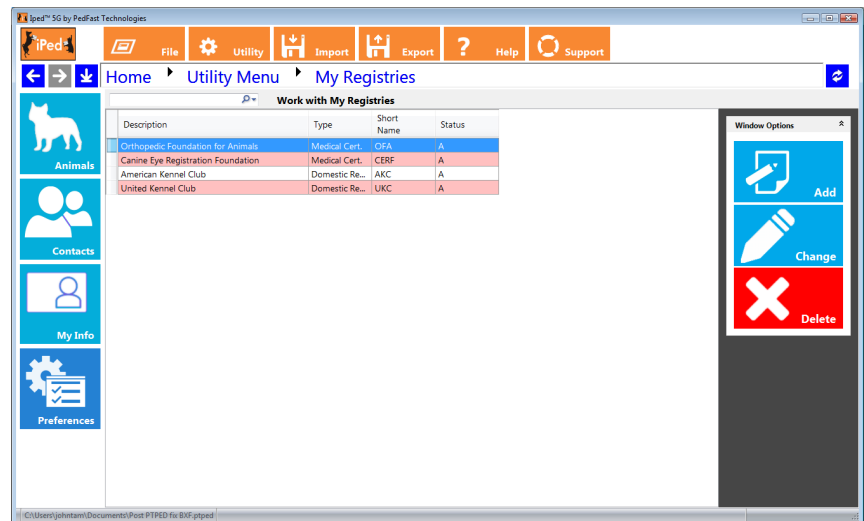 Iped™ 5G by PedFast Technologies
iPed
File
Utility
Import
Export
? Help
Support
Home Utility Menu My Registries
Work with My Registries
Animals
Contacts
My Info
Preferences
Description Type Short Name Status
Orthopedic Foundation for Animals Medical Cert. OFA A
Canine Eye Registration Foundation Medical Cert. CERF A
American Kennel Club Domestic Re... AKC A
United Kennel Club Domestic Re... UKC A
Window Options
Add
Change
Delete
C:\Users\johntam\Documents\Post PTPED fix BXF.ptped